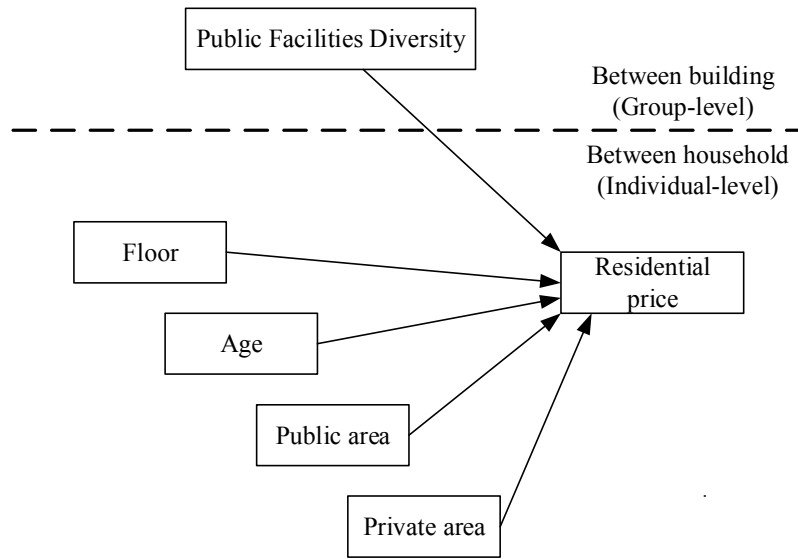 Public Facilities Diversity
Between building
(Group-level)
Between household
(Individual-level)
Floor
Residential
price
Age
Public area
Private area
.